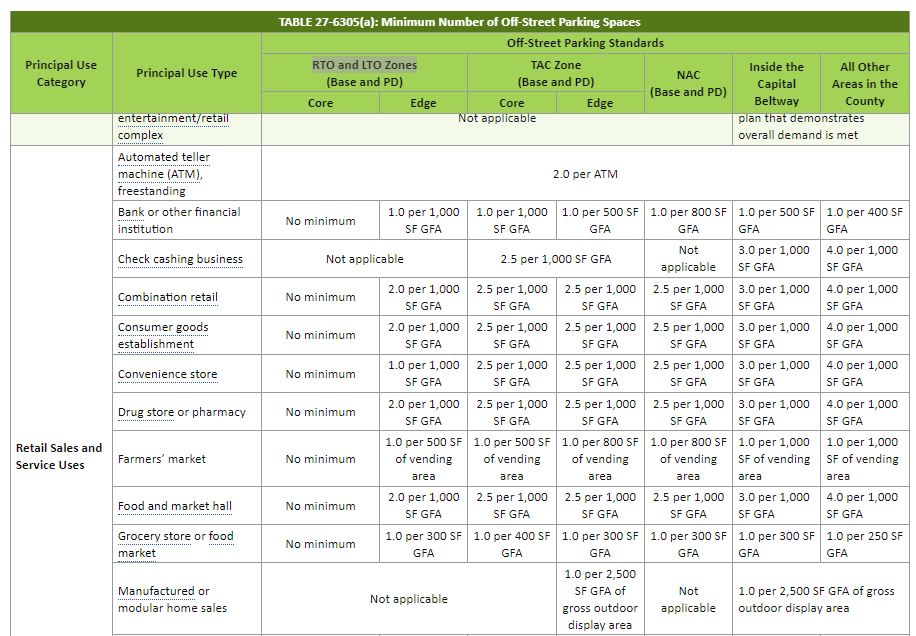 TABLE 27-6305(a): Minimum Number of Off-Street Parking Spaces
Principal Use
Category
Principal Use Type
Off-Street Parking Standards
RTO and LTO Zones
(Base and PD)
TAC Zone
(Base and PD)
NAC
(Base and PD)
Inside the
Capital
Beltway
All Other
Areas in the
County
Core
Edge
Core
Edge
entertainment/retail
complex
Not applicable
plan that demonstrates
overall demand is met
Retail Sales and
Service Uses
Automated teller
machine (ATM),
freestanding
2.0 per ATM
Bank or other financial
institution
No minimum
1.0 per 1,000
SF GFA
1.0 per 1,000
SF GFA
1.0 per 500 SF
GFA
1.0 per 800 SF
GFA
1.0 per 500 SF
GFA
1.0 per 400 SF
GFA
Check cashing business
Not applicable
2.5 per 1,000 SF GFA
Not
applicable
3.0 per 1,000
SF GFA
4.0 per 1,000
SF GFA
Combination retail
No minimum
2.0 per 1,000
SF GFA
2.5 per 1,000
SF GFA
2.5 per 1,000
SF GFA
2.5 per 1,000
SF GFA
3.0 per 1,000
SF GFA
4.0 per 1,000
SF GFA
Consumer goods
establishment
No minimum
2.0 per 1,000
SF GFA
2.5 per 1,000
SF GFA
2.5 per 1,000
SF GFA
2.5 per 1,000
SF GFA
3.0 per 1,000
SF GFA
4.0 per 1,000
SF GFA
Convenience store
No minimum
1.0 per 1,000
SF GFA
2.5 per 1,000
SF GFA
2.5 per 1,000
SF GFA
2.5 per 1,000
SF GFA
3.0 per 1,000
SF GFA
4.0 per 1,000
SF GFA
Drug store or pharmacy
No minimum
2.0 per 1,000
SF GFA
2.5 per 1,000
SF GFA
2.5 per 1,000
SF GFA
2.5 per 1,000
SF GFA
3.0 per 1,000
SF GFA
4.0 per 1,000
SF GFA
Farmers' market
No minimum
1.0 per 500 SF
of vending
area
1.0 per 500 SF
of vending
area
1.0 per 800 SF
of vending
area
1.0 per 800 SF
of vending
area
1.0 per 1,000
SF of vending
area
1.0 per 1,000
SF of vending
area
Food and market hall
No minimum
2.0 per 1,000
SF GFA
2.5 per 1,000
SF GFA
2.5 per 1,000
SF GFA
2.5 per 1,000
SF GFA
3.0 per 1,000
SF GFA
4.0 per 1,000
SF GFA
Grocery store or food
market
No minimum
1.0 per 300 SF
GFA
1.0 per 400 SF
GFA
1.0 per 300 SF
GFA
1.0 per 300 SF
GFA
1.0 per 300 SF
GFA
1.0 per 250 SF
GFA
Manufactured or
modular home sales
Not applicable
1.0 per 2,500
SF GFA of
gross outdoor
display area
Not
applicable
1.0 per 2,500 SF GFA of gross
outdoor display area